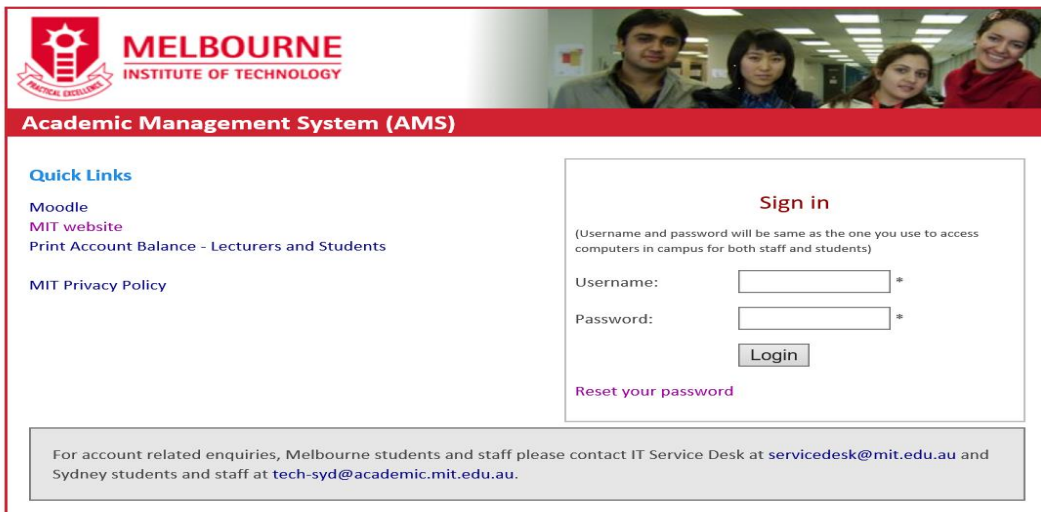 MELBOURNE
INSTITUTE OF TECHNOLOGY
PRACTICAL EXCELLENCE
Academic Management System (AMS)
Quick Links
Moodle
MIT website
Print Account Balance - Lecturers and Students
MIT Privacy Policy
Sign in
(Username and password will be same as the one you use to access
computers in campus for both staff and students)
Username: *
Password: *
Login
Reset your password
For account related enquiries, Melbourne students and staff please contact IT Service Desk at servicedesk@mit.edu.au and
Sydney students and staff at tech-syd@academic.mit.edu.au.